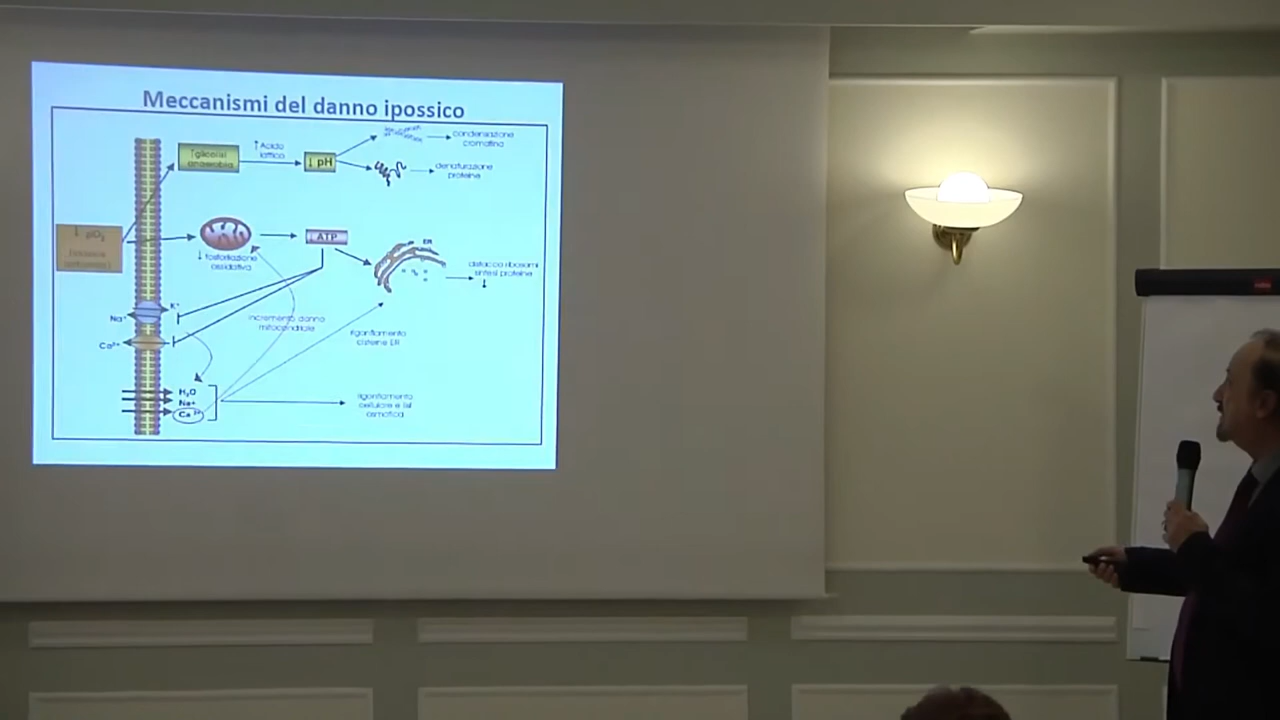 Meccanismi del danno ipossico
↑glicolisi
anaerobia
↑Acido
lattico
↓ pH
condensazione
cromatina
denaturazione
proteine
↓ pO₂
↓ fosforilazione
ossidativa
↓ ATP
ER
distacco ribosomi
sintesi proteine
↓
Na⁺
K⁺
Ca²⁺
incremento danno
mitocondriale
rigonfiamento
cisterne ER
H₂O
Na+
Ca²⁺
rigonfiamento
cellulare e lisi
osmotica